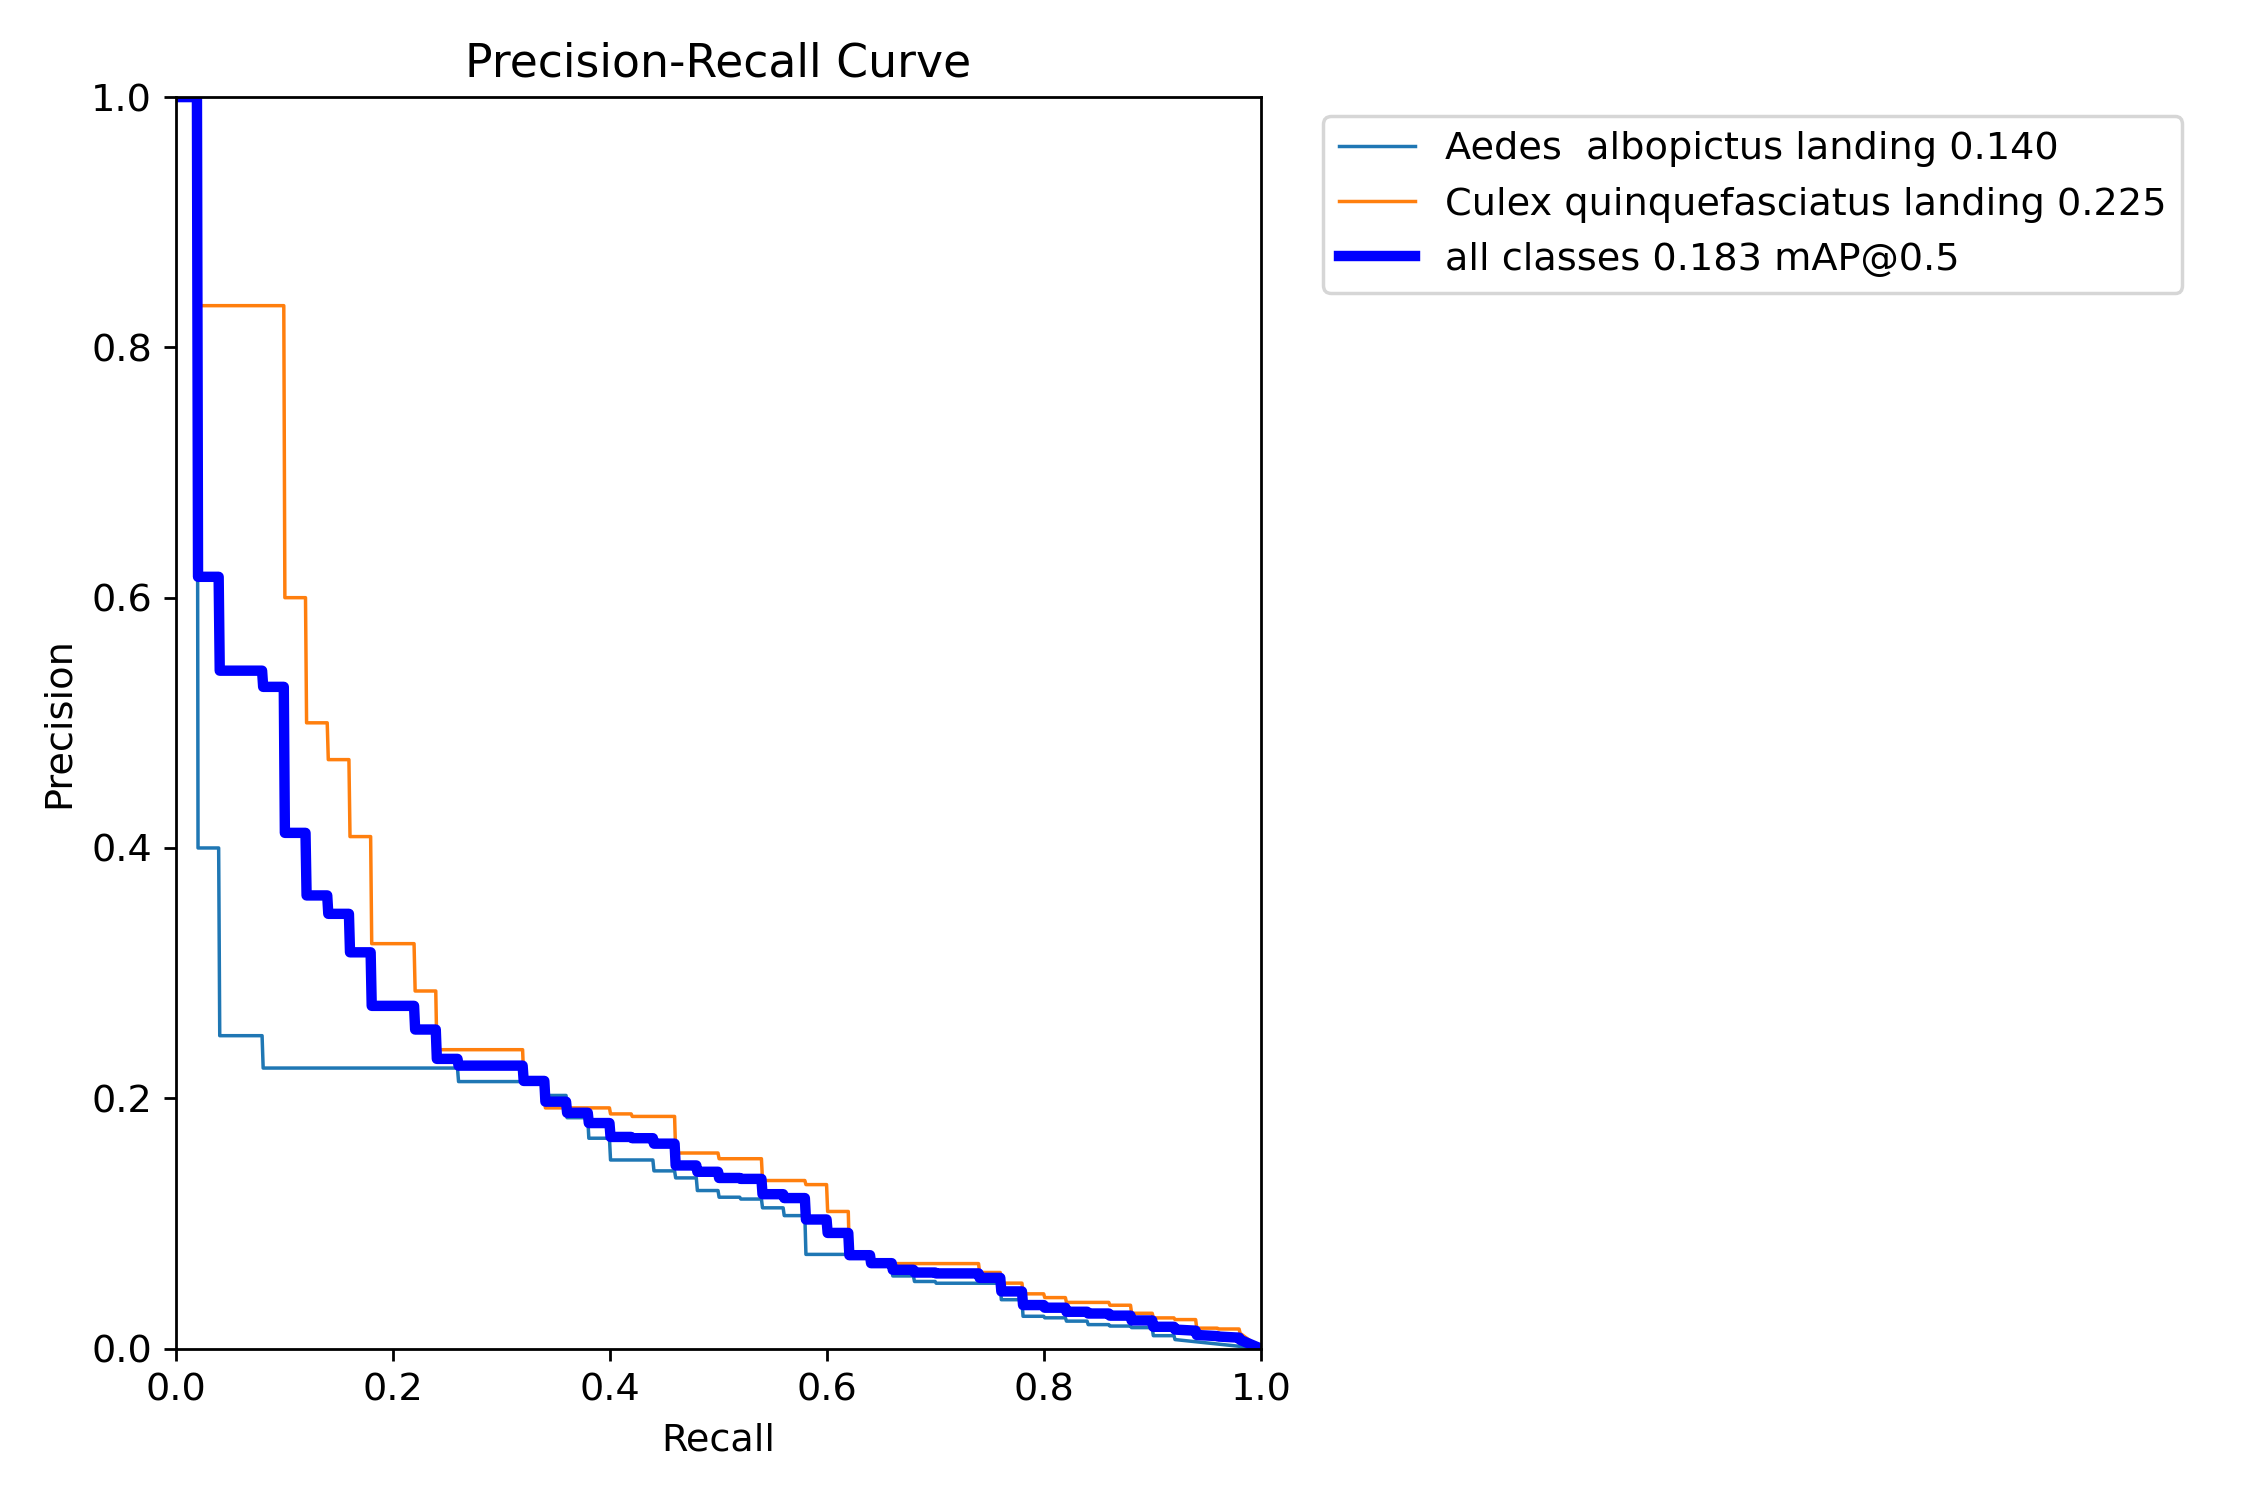 Precision-Recall Curve
1.0
0.8
0.6
0.4
0.2
0.0
Precision
0.0 0.2 0.4 0.6 0.8 1.0
Recall
Aedes  albopictus landing 0.140
Culex quinquefasciatus landing 0.225
all classes 0.183 mAP@0.5